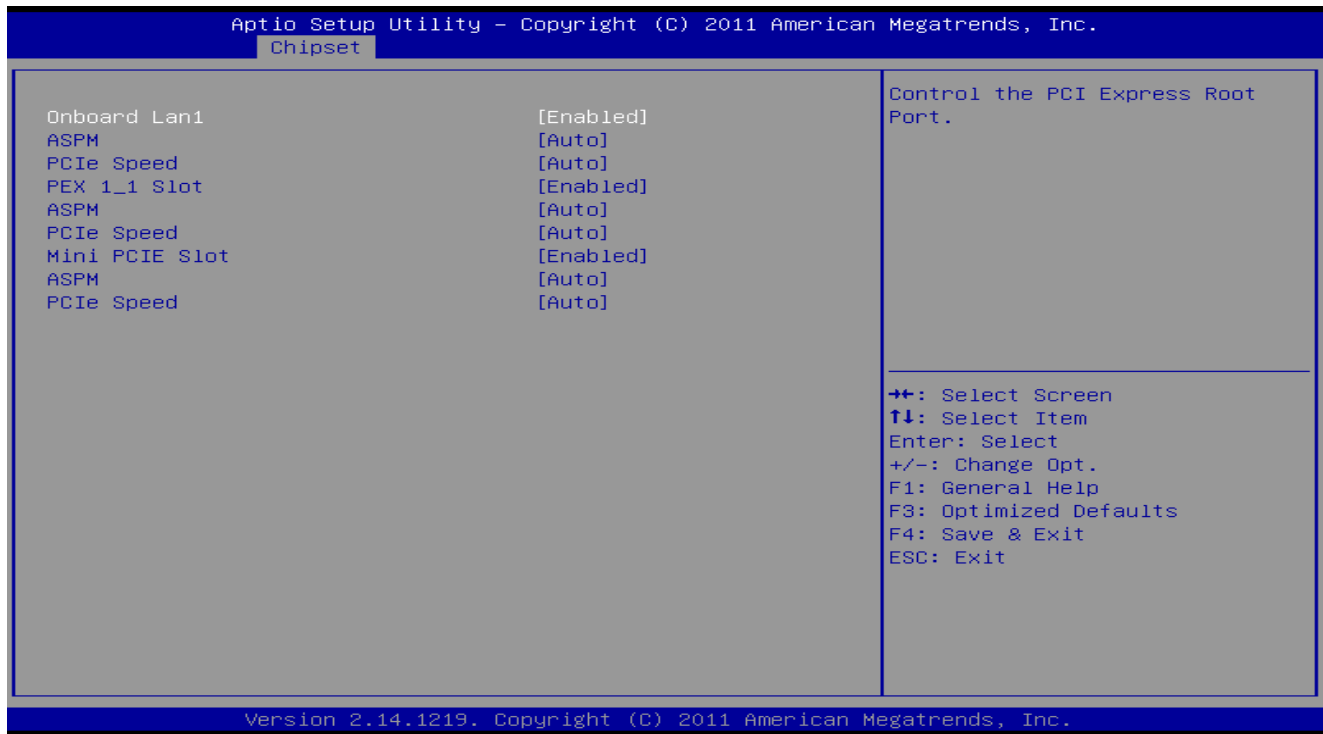 Aptio Setup Utility – Copyright (C) 2011 American Megatrends, Inc.
Chipset
Onboard Lan1 [Enabled]
ASPM [Auto]
PCIe Speed [Auto]
PEX 1_1 Slot [Enabled]
ASPM [Auto]
PCIe Speed [Auto]
Mini PCIE Slot [Enabled]
ASPM [Auto]
PCIe Speed [Auto]
Control the PCI Express Root
Port.
→←: Select Screen
↑↓: Select Item
Enter: Select
+/-: Change Opt.
F1: General Help
F3: Optimized Defaults
F4: Save & Exit
ESC: Exit
Version 2.14.1219. Copyright (C) 2011 American Megatrends, Inc.